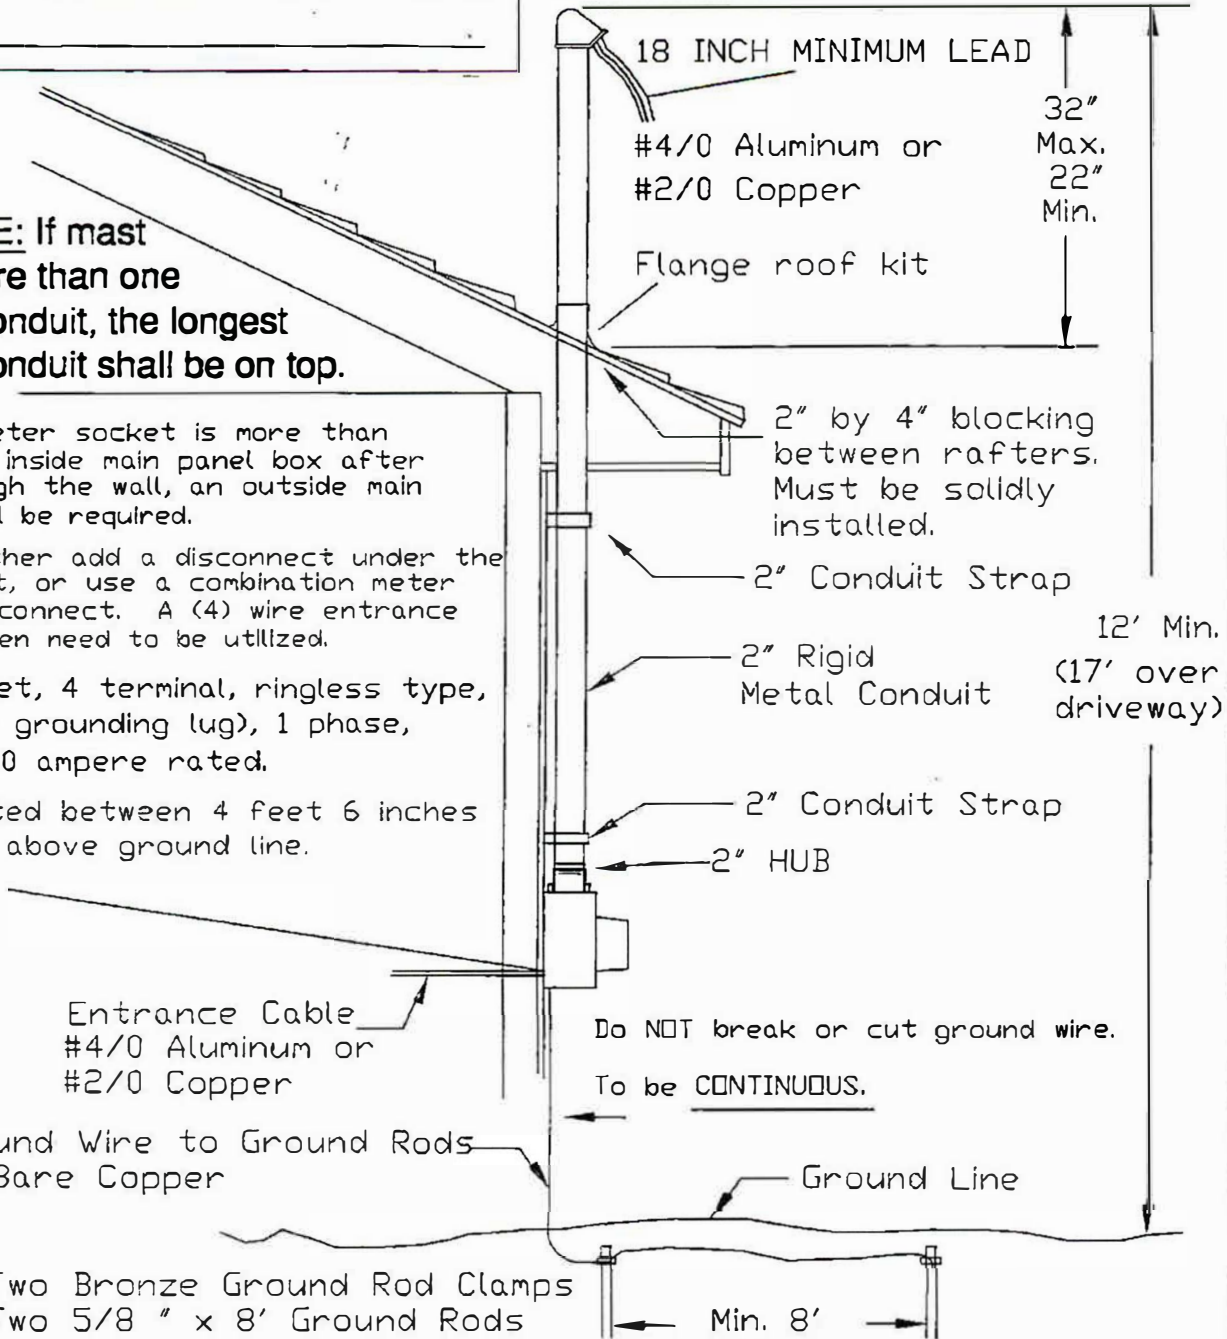 18 INCH MINIMUM LEAD
32" Max. 22" Min.
#4/0 Aluminum or
#2/0 Copper
Flange roof kit
E: If mast
re than one
onduit, the longest
onduit shall be on top.
eter socket is more than
inside main panel box after
gh the wall, an outside main
l be required.
2" by 4" blocking
between rafters.
Must be solidly
installed.
her add a disconnect under the
t, or use a combination meter
connect. A (4) wire entrance
en need to be utilized.
2" Conduit Strap
12' Min.
(17' over
driveway)
2" Rigid
Metal Conduit
et, 4 terminal, ringless type,
grounding lug), 1 phase,
0 ampere rated.
ted between 4 feet 6 inches
above ground line.
2" Conduit Strap
2" HUB
Entrance Cable
#4/0 Aluminum or
#2/0 Copper
Do NOT break or cut ground wire.
To be CONTINUOUS.
und Wire to Ground Rods
Bare Copper
Ground Line
Two Bronze Ground Rod Clamps
Two 5/8 " x 8' Ground Rods
Min. 8'